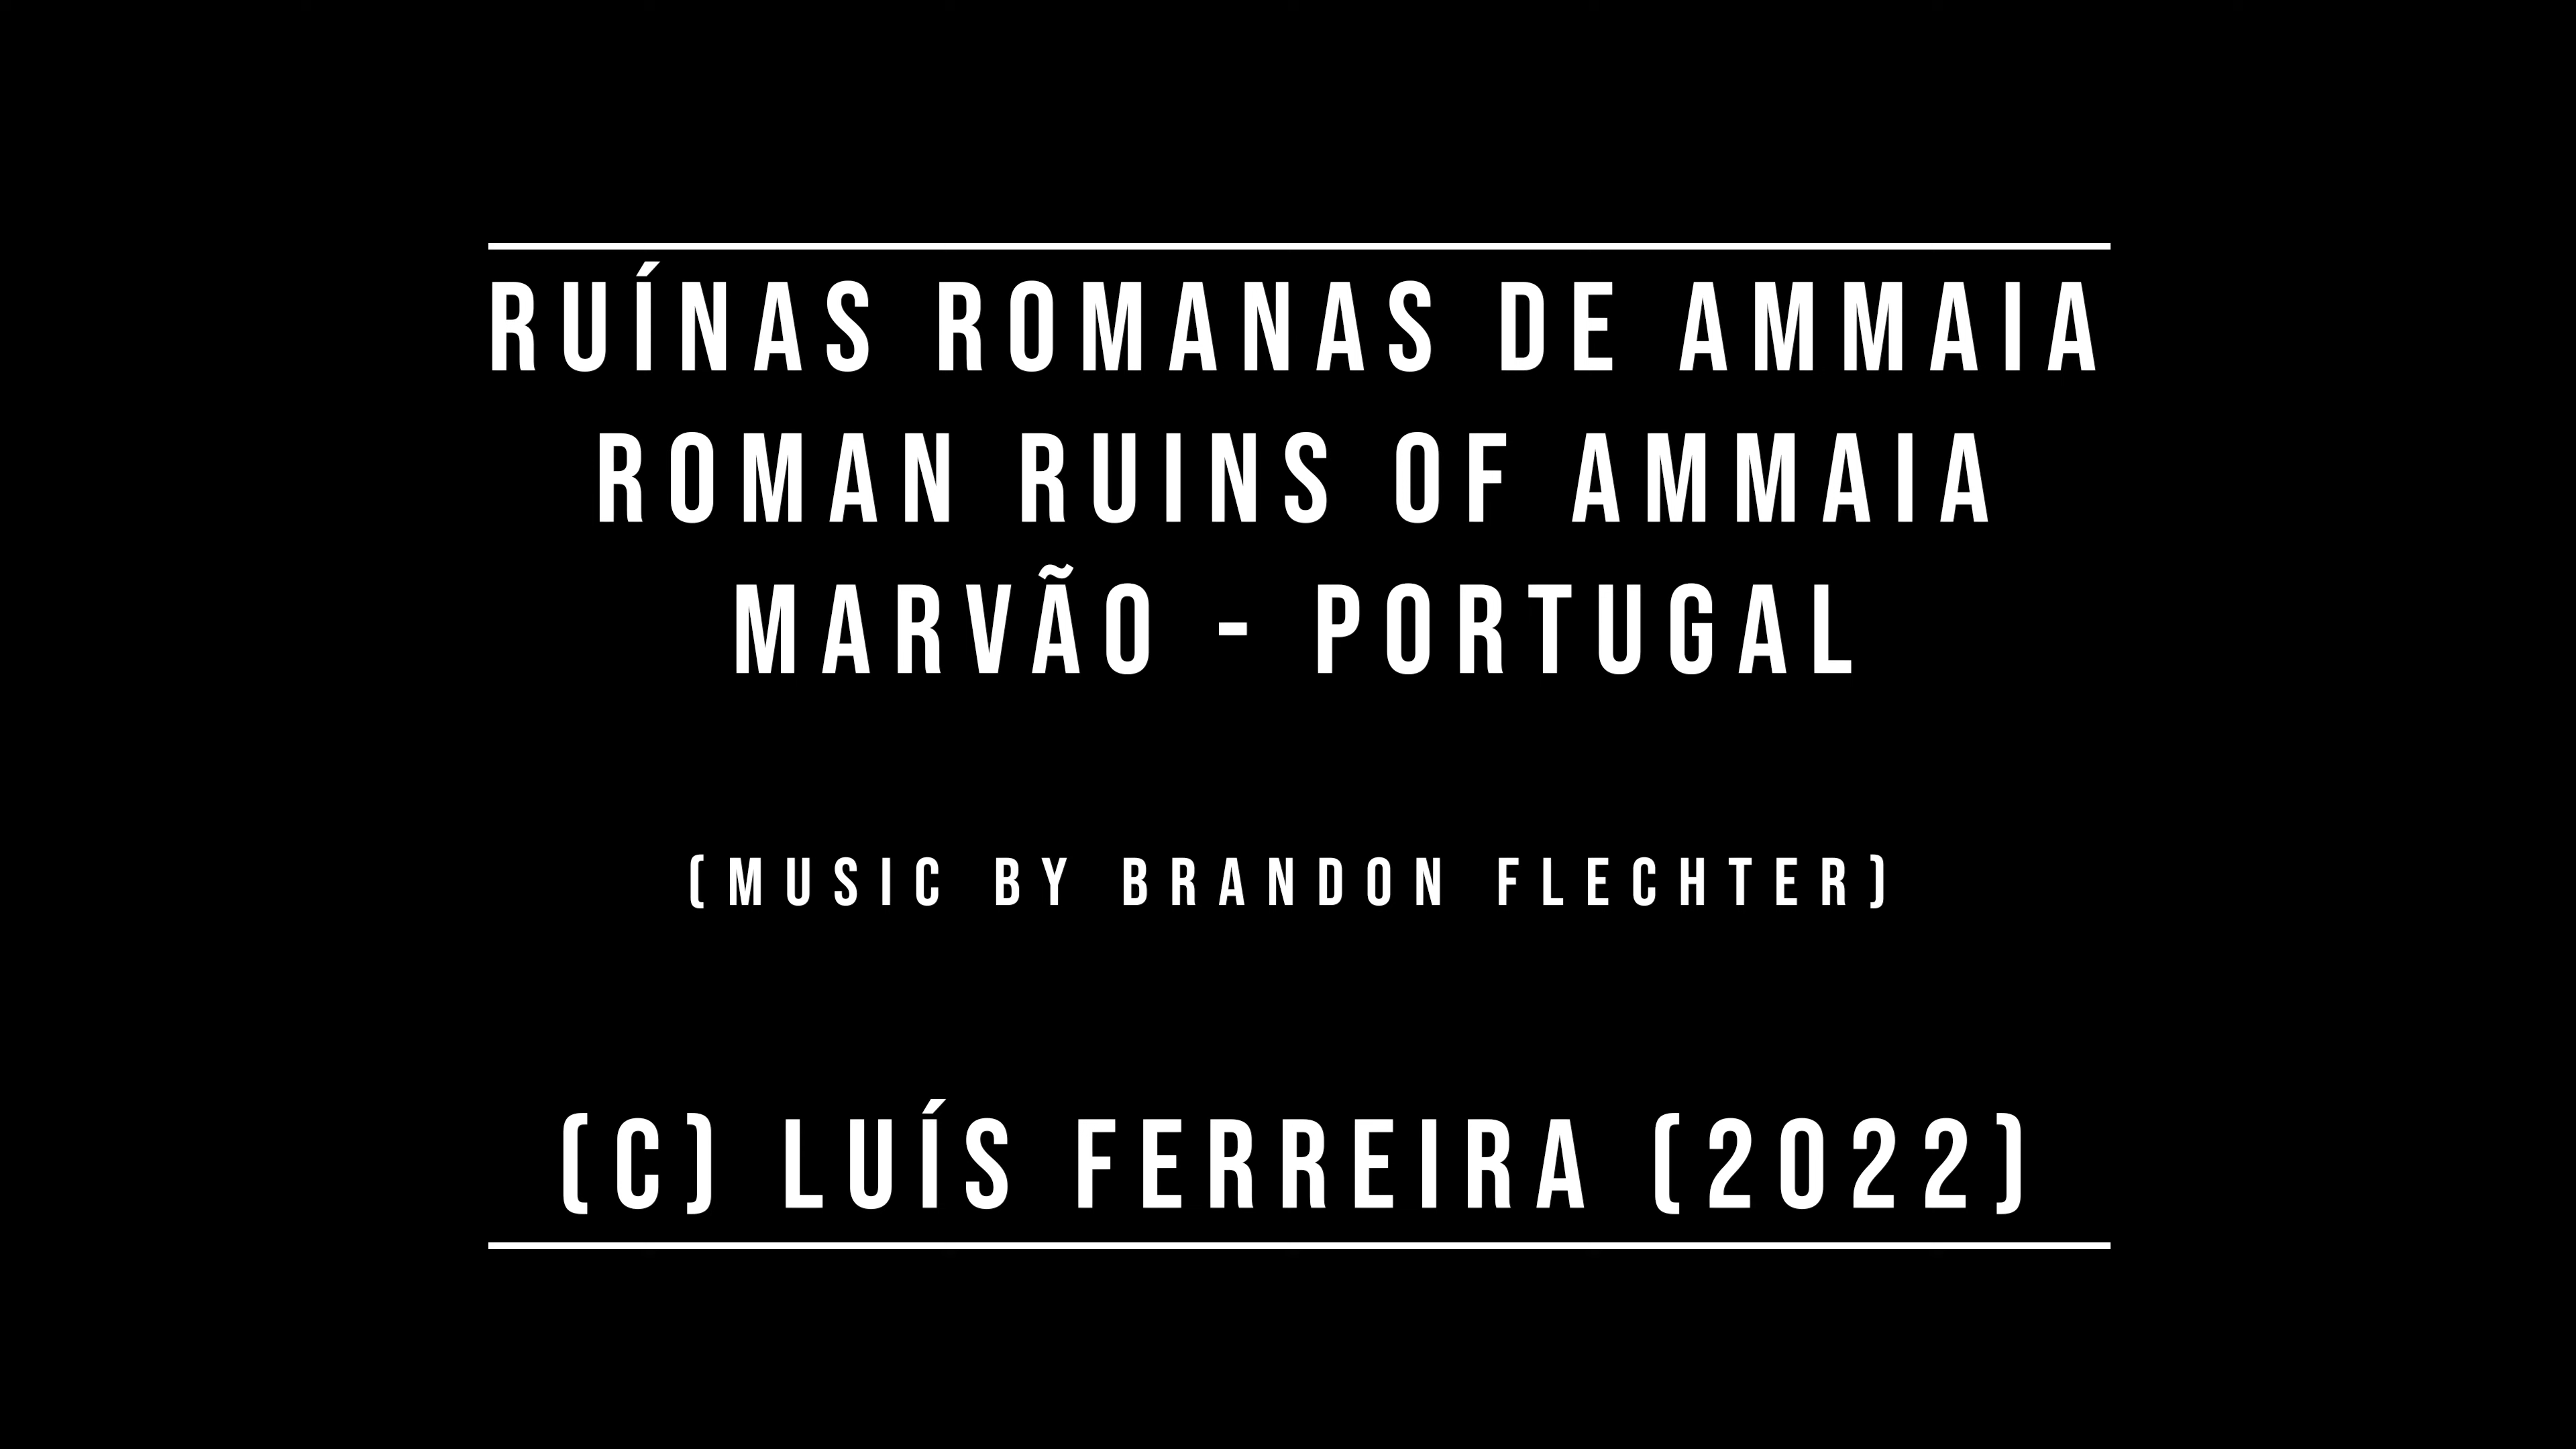 RUÍNAS ROMANAS DE AMMAIA
ROMAN RUINS OF AMMAIA
MARVÃO - PORTUGAL
(MUSIC BY BRANDON FLECHTER)
(C) LUÍS FERREIRA (2022)